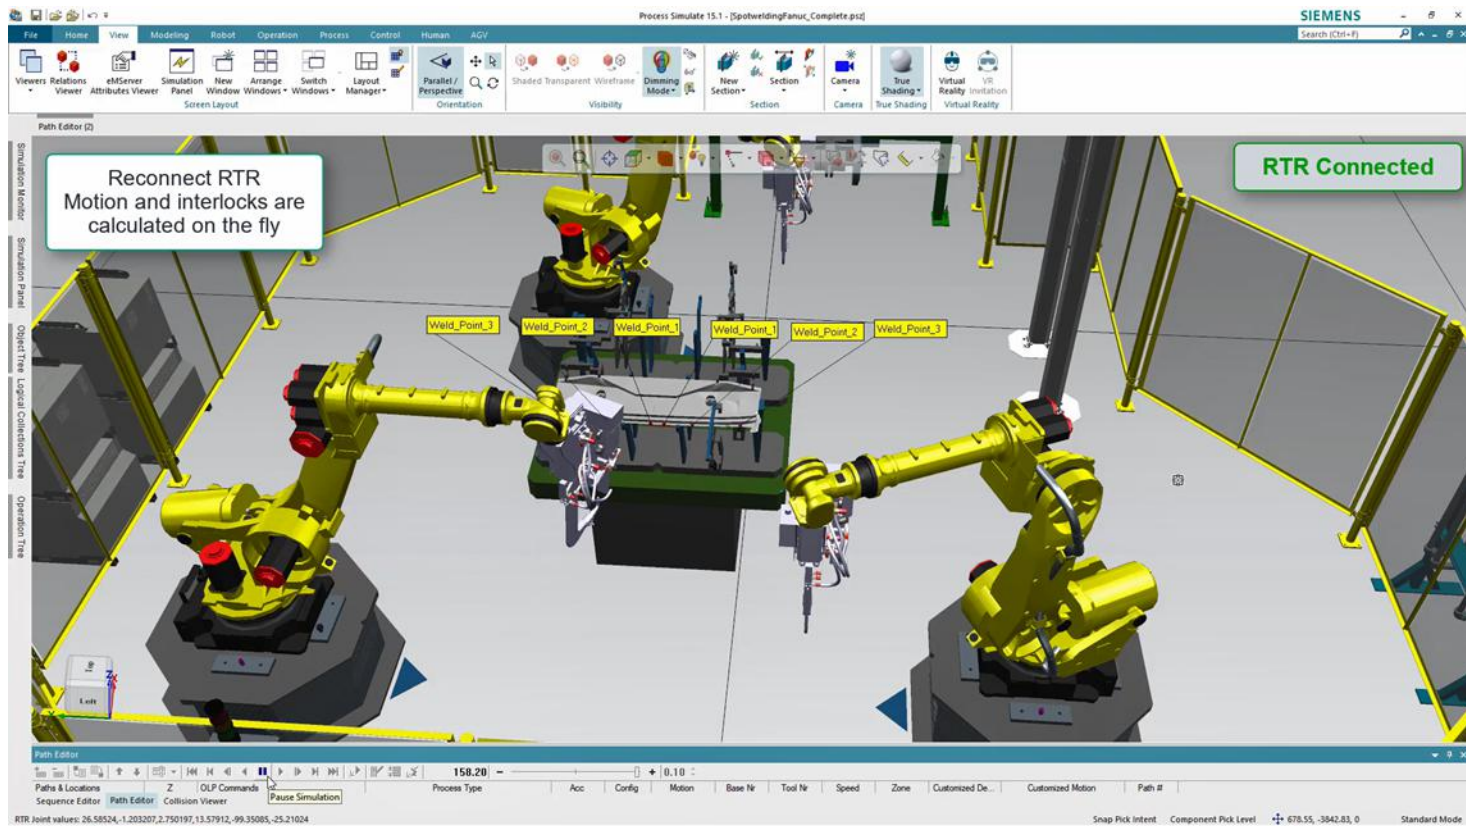 Process Simulate 15.1 - [SpotweldingFanuc_Complete.psz]
SIEMENS
File Home View Modeling Robot Operation Process Control Human AGV
Search (Ctrl+F)
Viewers
Relations Viewer
eMServer Attributes Viewer
Simulation Panel
New Window
Arrange Windows
Switch Windows
Layout Manager
Parallel / Perspective
Shaded Transparent Wireframe
Dimming Mode
New Section
Section
Camera
True Shading
Virtual Reality
VR Invitation
Screen Layout Orientation Visibility Section Camera True Shading Virtual Reality
Path Editor (2)
Simulation Monitor
Simulation Panel
Object Tree
Logical Collections Tree
Operation Tree
Reconnect RTR
Motion and interlocks are
calculated on the fly
RTR Connected
Weld_Point_3 Weld_Point_2 Weld_Point_1 Weld_Point_1 Weld_Point_2 Weld_Point_3
Left
Path Editor
158.20 0.10
Paths & Locations Z OLP Commands Process Type Acc Config Motion Base Nr Tool Nr Speed Zone Customized De... Customized Motion Path #
Pause Simulation
Sequence Editor Path Editor Collision Viewer
RTR Joint values: 26.58524,-1.203207,2.750197,13.57912,-99.35085,-25.21024
Snap Pick Intent Component Pick Level 678.55, -3842.83, 0 Standard Mode